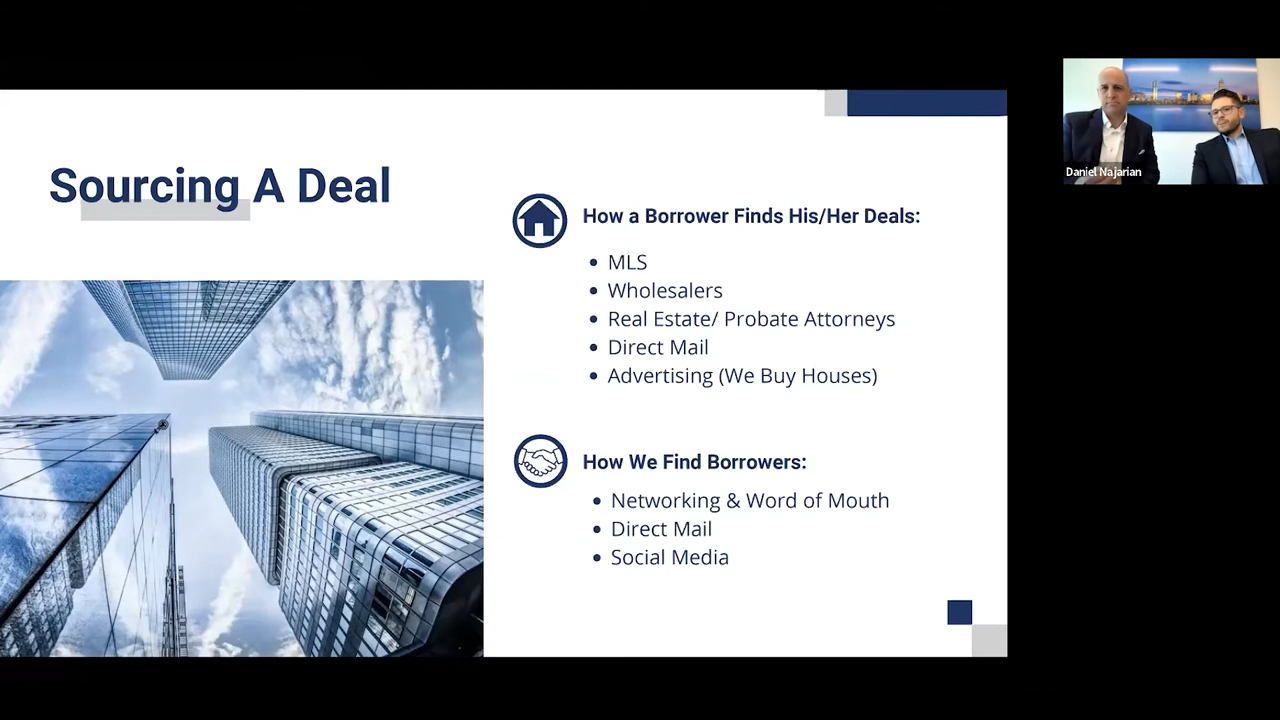 Sourcing A Deal
How a Borrower Finds His/Her Deals:
MLS
Wholesalers
Real Estate/ Probate Attorneys
Direct Mail
Advertising (We Buy Houses)
How We Find Borrowers:
Networking & Word of Mouth
Direct Mail
Social Media
Daniel Najarian